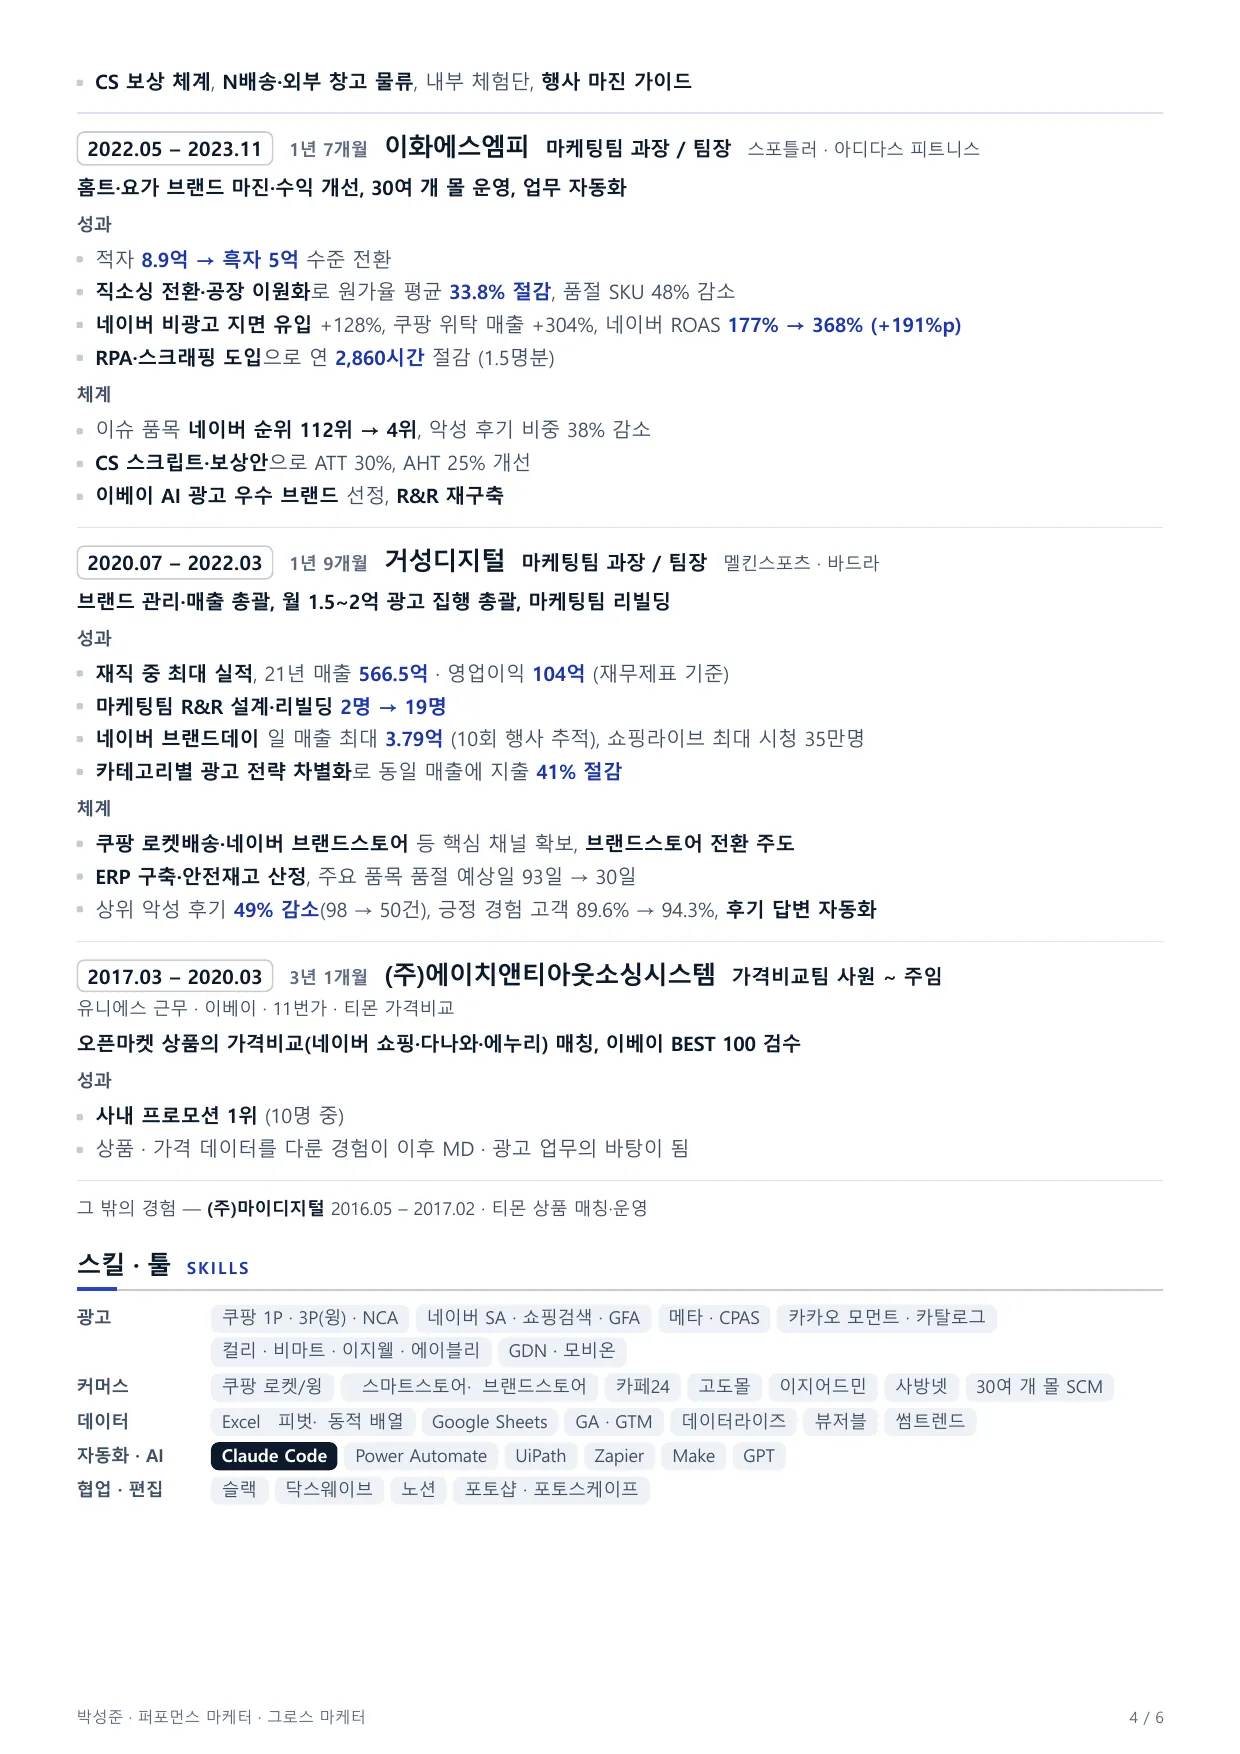 CS 보상 체계, N배송·외부 창고 물류, 내부 체험단, 행사 마진 가이드
2022.05 – 2023.11 1년 7개월 이화에스엠피 마케팅팀 과장 / 팀장 스포틀러 · 아디다스 피트니스
홈트·요가 브랜드 마진·수익 개선, 30여 개 몰 운영, 업무 자동화
성과
적자 8.9억 → 흑자 5억 수준 전환
직소싱 전환·공장 이원화로 원가율 평균 33.8% 절감, 품절 SKU 48% 감소
네이버 비광고 지면 유입 +128%, 쿠팡 위탁 매출 +304%, 네이버 ROAS 177% → 368% (+191%p)
RPA·스크래핑 도입으로 연 2,860시간 절감 (1.5명분)
체계
이슈 품목 네이버 순위 112위 → 4위, 악성 후기 비중 38% 감소
CS 스크립트·보상안으로 ATT 30%, AHT 25% 개선
이베이 AI 광고 우수 브랜드 선정, R&R 재구축
2020.07 – 2022.03 1년 9개월 거성디지털 마케팅팀 과장 / 팀장 멜킨스포츠 · 바드라
브랜드 관리·매출 총괄, 월 1.5~2억 광고 집행 총괄, 마케팅팀 리빌딩
성과
재직 중 최대 실적, 21년 매출 566.5억 · 영업이익 104억 (재무제표 기준)
마케팅팀 R&R 설계·리빌딩 2명 → 19명
네이버 브랜드데이 일 매출 최대 3.79억 (10회 행사 추적), 쇼핑라이브 최대 시청 35만명
카테고리별 광고 전략 차별화로 동일 매출에 지출 41% 절감
체계
쿠팡 로켓배송·네이버 브랜드스토어 등 핵심 채널 확보, 브랜드스토어 전환 주도
ERP 구축·안전재고 산정, 주요 품목 품절 예상일 93일 → 30일
상위 악성 후기 49% 감소(98 → 50건), 긍정 경험 고객 89.6% → 94.3%, 후기 답변 자동화
2017.03 – 2020.03 3년 1개월 (주)에이치앤티아웃소싱시스템 가격비교팀 사원 ~ 주임
유니에스 근무 · 이베이 · 11번가 · 티몬 가격비교
오픈마켓 상품의 가격비교(네이버 쇼핑·다나와·에누리) 매칭, 이베이 BEST 100 검수
성과
사내 프로모션 1위 (10명 중)
상품 · 가격 데이터를 다룬 경험이 이후 MD · 광고 업무의 바탕이 됨
그 밖의 경험 — (주)마이디지털 2016.05 – 2017.02 · 티몬 상품 매칭·운영
스킬 · 툴 SKILLS
광고 쿠팡 1P · 3P(윙) · NCA 네이버 SA · 쇼핑검색 · GFA 메타 · CPAS 카카오 모먼트 · 카탈로그
컬리 · 비마트 · 이지웰 · 에이블리 GDN · 모비온
커머스 쿠팡 로켓/윙 스마트스토어· 브랜드스토어 카페24 고도몰 이지어드민 사방넷 30여 개 몰 SCM
데이터 Excel 피벗· 동적 배열 Google Sheets GA · GTM 데이터라이즈 뷰저블 썸트렌드
자동화 · AI Claude Code Power Automate UiPath Zapier Make GPT
협업 · 편집 슬랙 닥스웨이브 노션 포토샵 · 포토스케이프
박성준 · 퍼포먼스 마케터 · 그로스 마케터 4 / 6